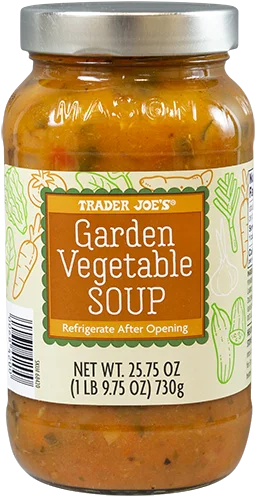 TRADER JOE'S®
Garden
Vegetable
SOUP
Refrigerate After Opening
NET WT. 25.75 OZ
(1 LB 9.75 OZ) 730g